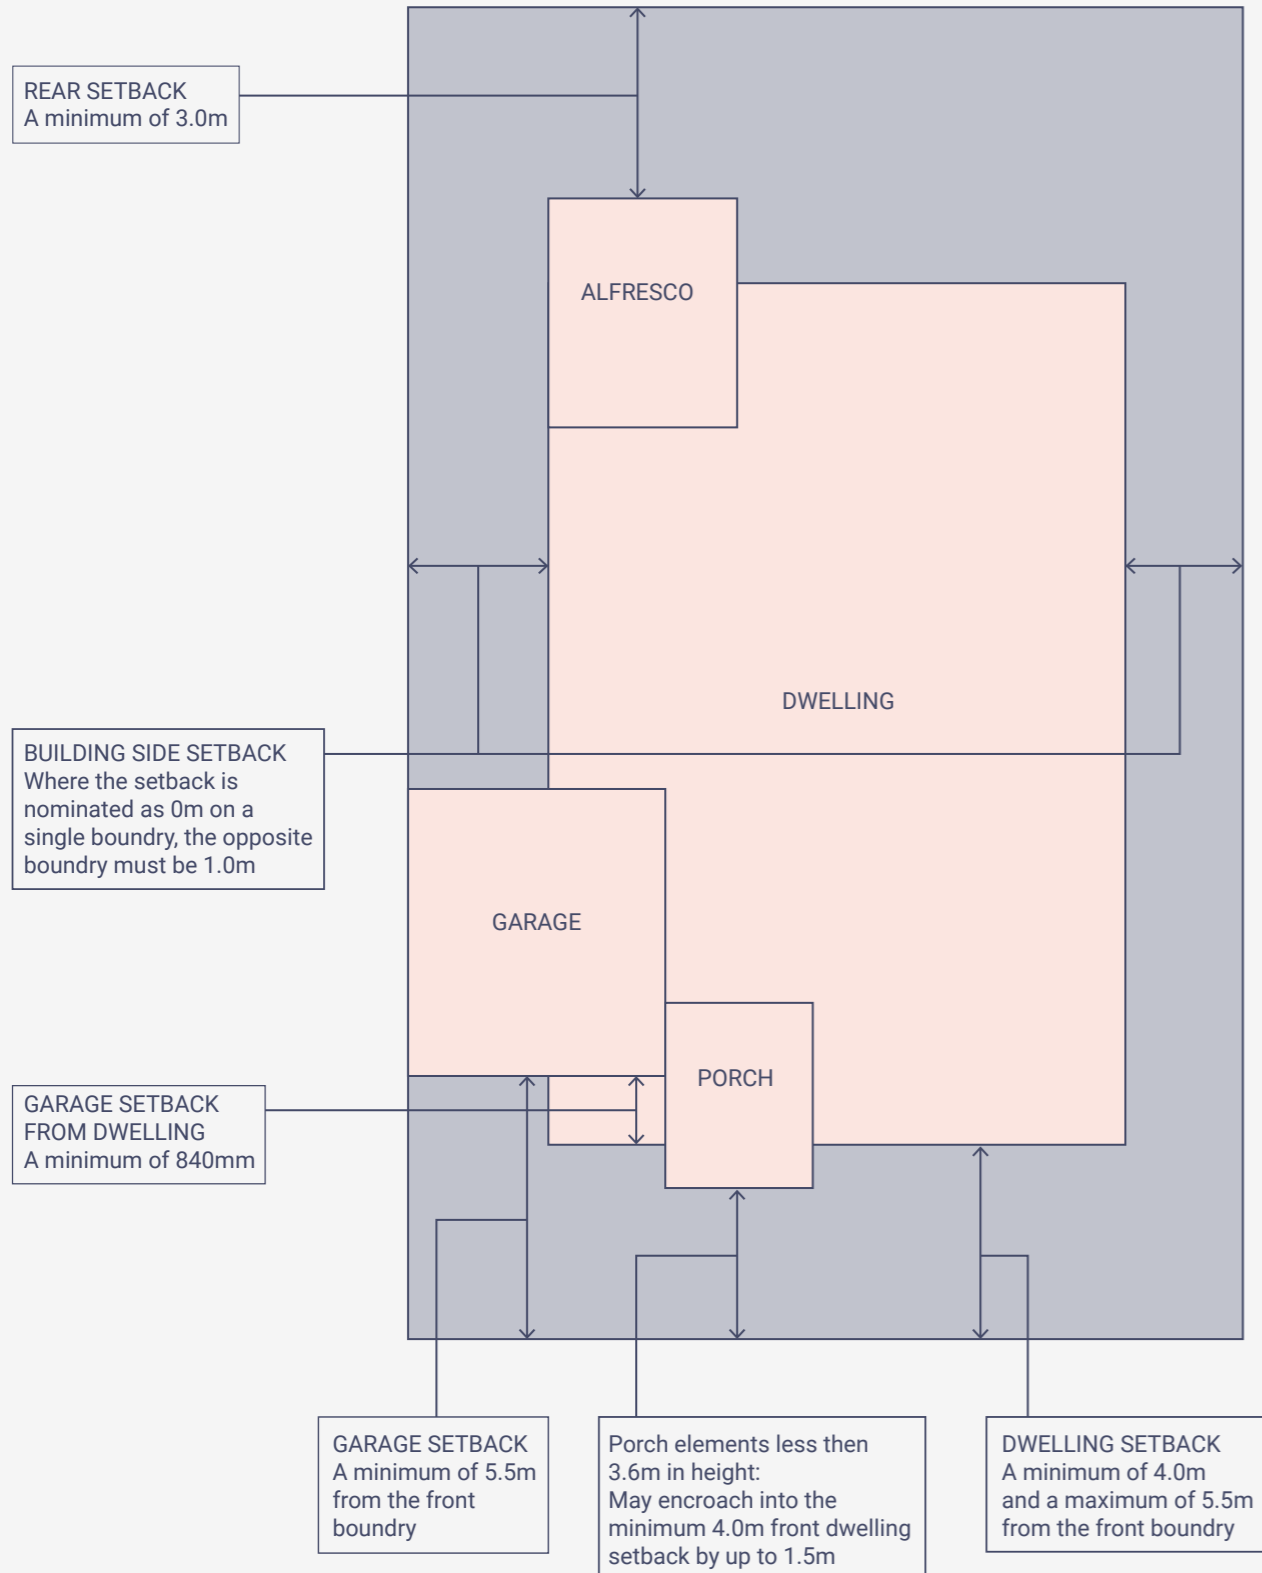 REAR SETBACK
A minimum of 3.0m
ALFRESCO
DWELLING
BUILDING SIDE SETBACK
Where the setback is
nominated as 0m on a
single boundry, the opposite
boundry must be 1.0m
GARAGE
PORCH
GARAGE SETBACK
FROM DWELLING
A minimum of 840mm
GARAGE SETBACK
A minimum of 5.5m
from the front
boundry
Porch elements less then
3.6m in height:
May encroach into the
minimum 4.0m front dwelling
setback by up to 1.5m
DWELLING SETBACK
A minimum of 4.0m
and a maximum of 5.5m
from the front boundry